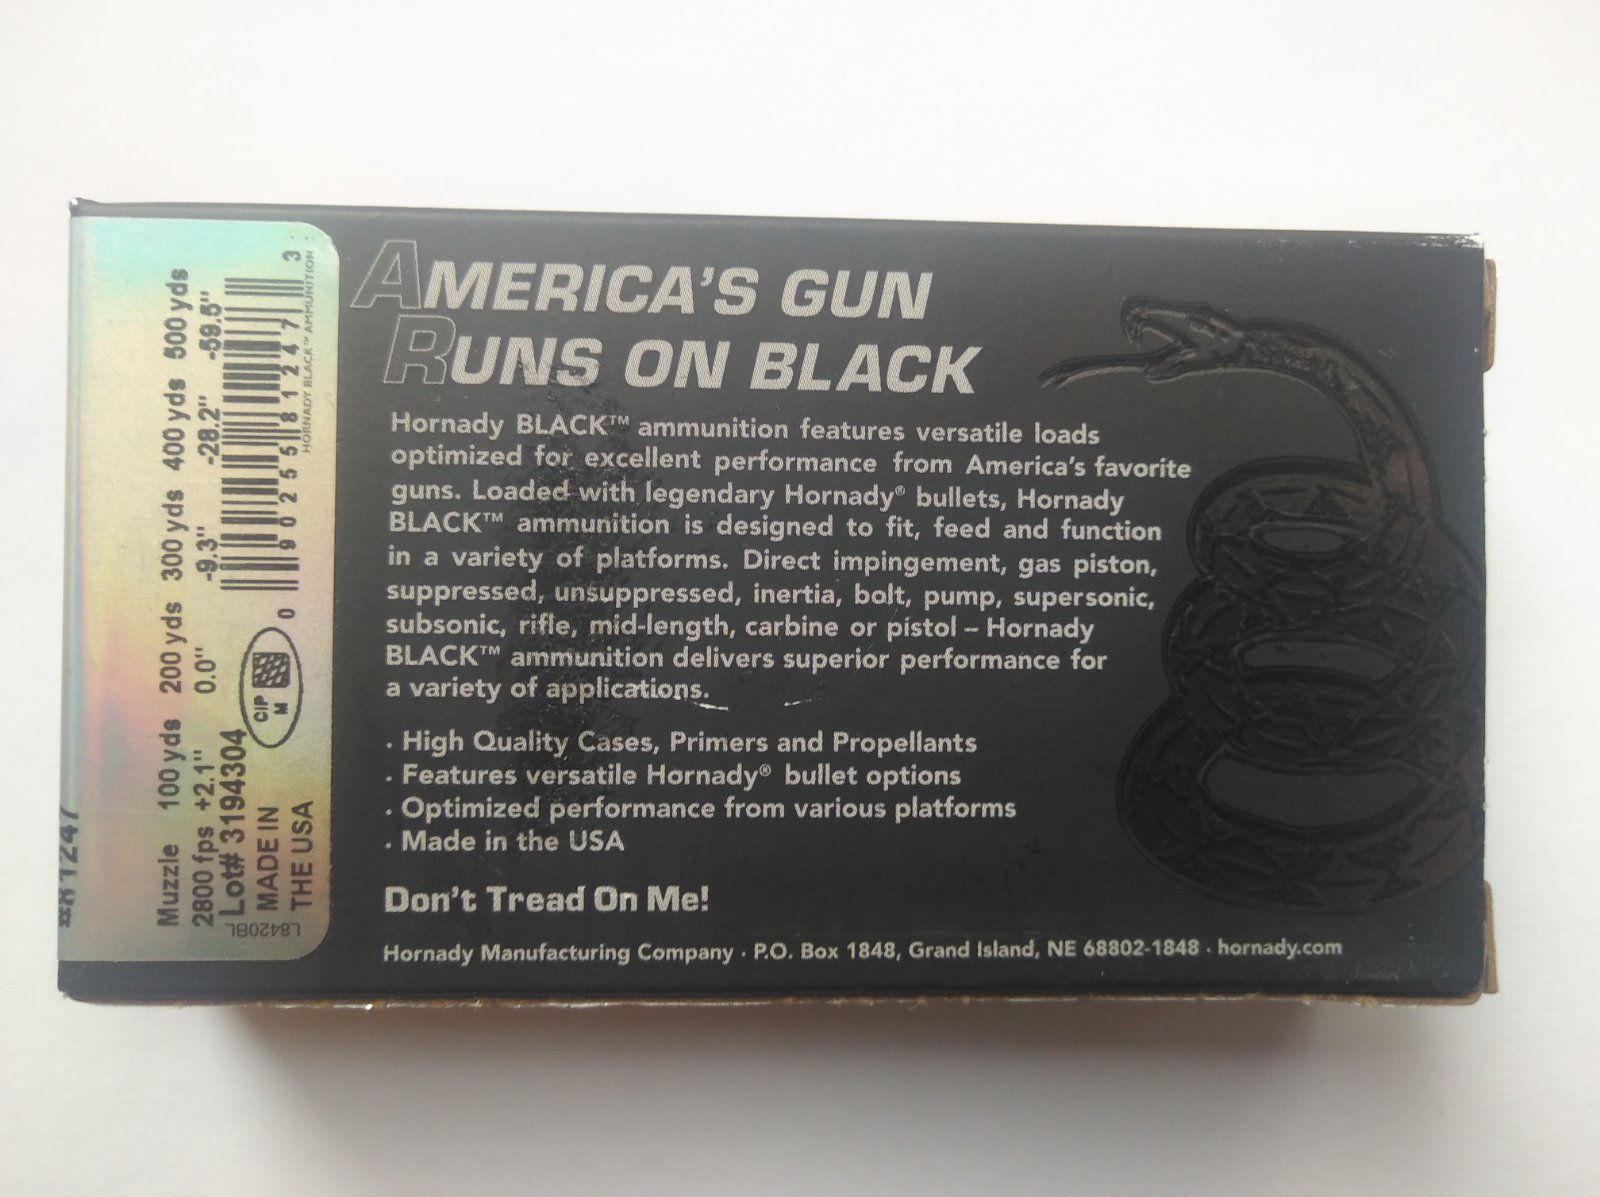 AMERICA'S GUN
RUNS ON BLACK
Hornady BLACK™ ammunition features versatile loads
optimized for excellent performance from America's favorite
guns. Loaded with legendary Hornady® bullets, Hornady
BLACK™ ammunition is designed to fit, feed and function
in a variety of platforms. Direct impingement, gas piston,
suppressed, unsuppressed, inertia, bolt, pump, supersonic,
subsonic, rifle, mid-length, carbine or pistol – Hornady
BLACK™ ammunition delivers superior performance for
a variety of applications.
· High Quality Cases, Primers and Propellants
· Features versatile Hornady® bullet options
· Optimized performance from various platforms
· Made in the USA
Don't Tread On Me!
Hornady Manufacturing Company · P.O. Box 1848, Grand Island, NE 68802-1848 · hornady.com
#81247
Muzzle 100 yds 200 yds 300 yds 400 yds 500 yds
2800 fps +2.1" 0.0" -9.3" -28.2" -59.5"
Lot# 3194304
MADE IN
THE USA
CIP
M
0 90255 81247 3
HORNADY BLACK™ AMMUNITION
L8420BL